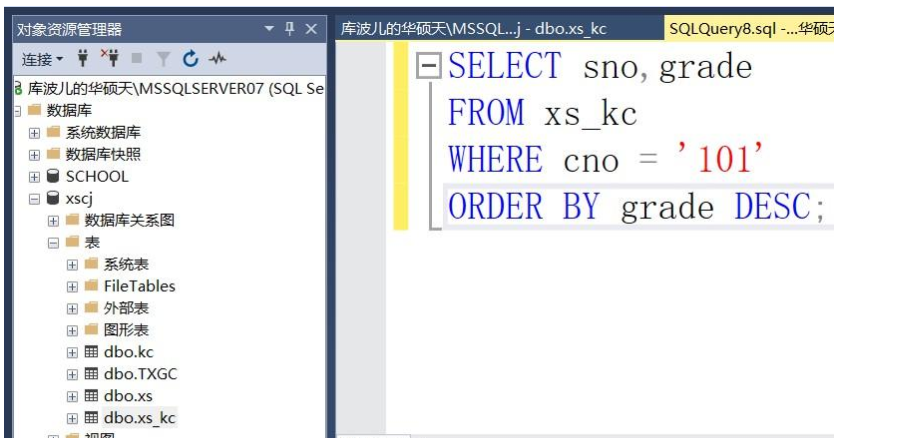 对象资源管理器
连接
库波儿的华硕天\MSSQLSERVER07 (SQL Se
数据库
系统数据库
数据库快照
SCHOOL
xscj
数据库关系图
表
系统表
FileTables
外部表
图形表
dbo.kc
dbo.TXGC
dbo.xs
dbo.xs_kc
视图
库波儿的华硕天\MSSQL...j - dbo.xs_kc
SQLQuery8.sql -...华硕天
SELECT sno,grade
FROM xs_kc
WHERE cno = '101'
ORDER BY grade DESC;